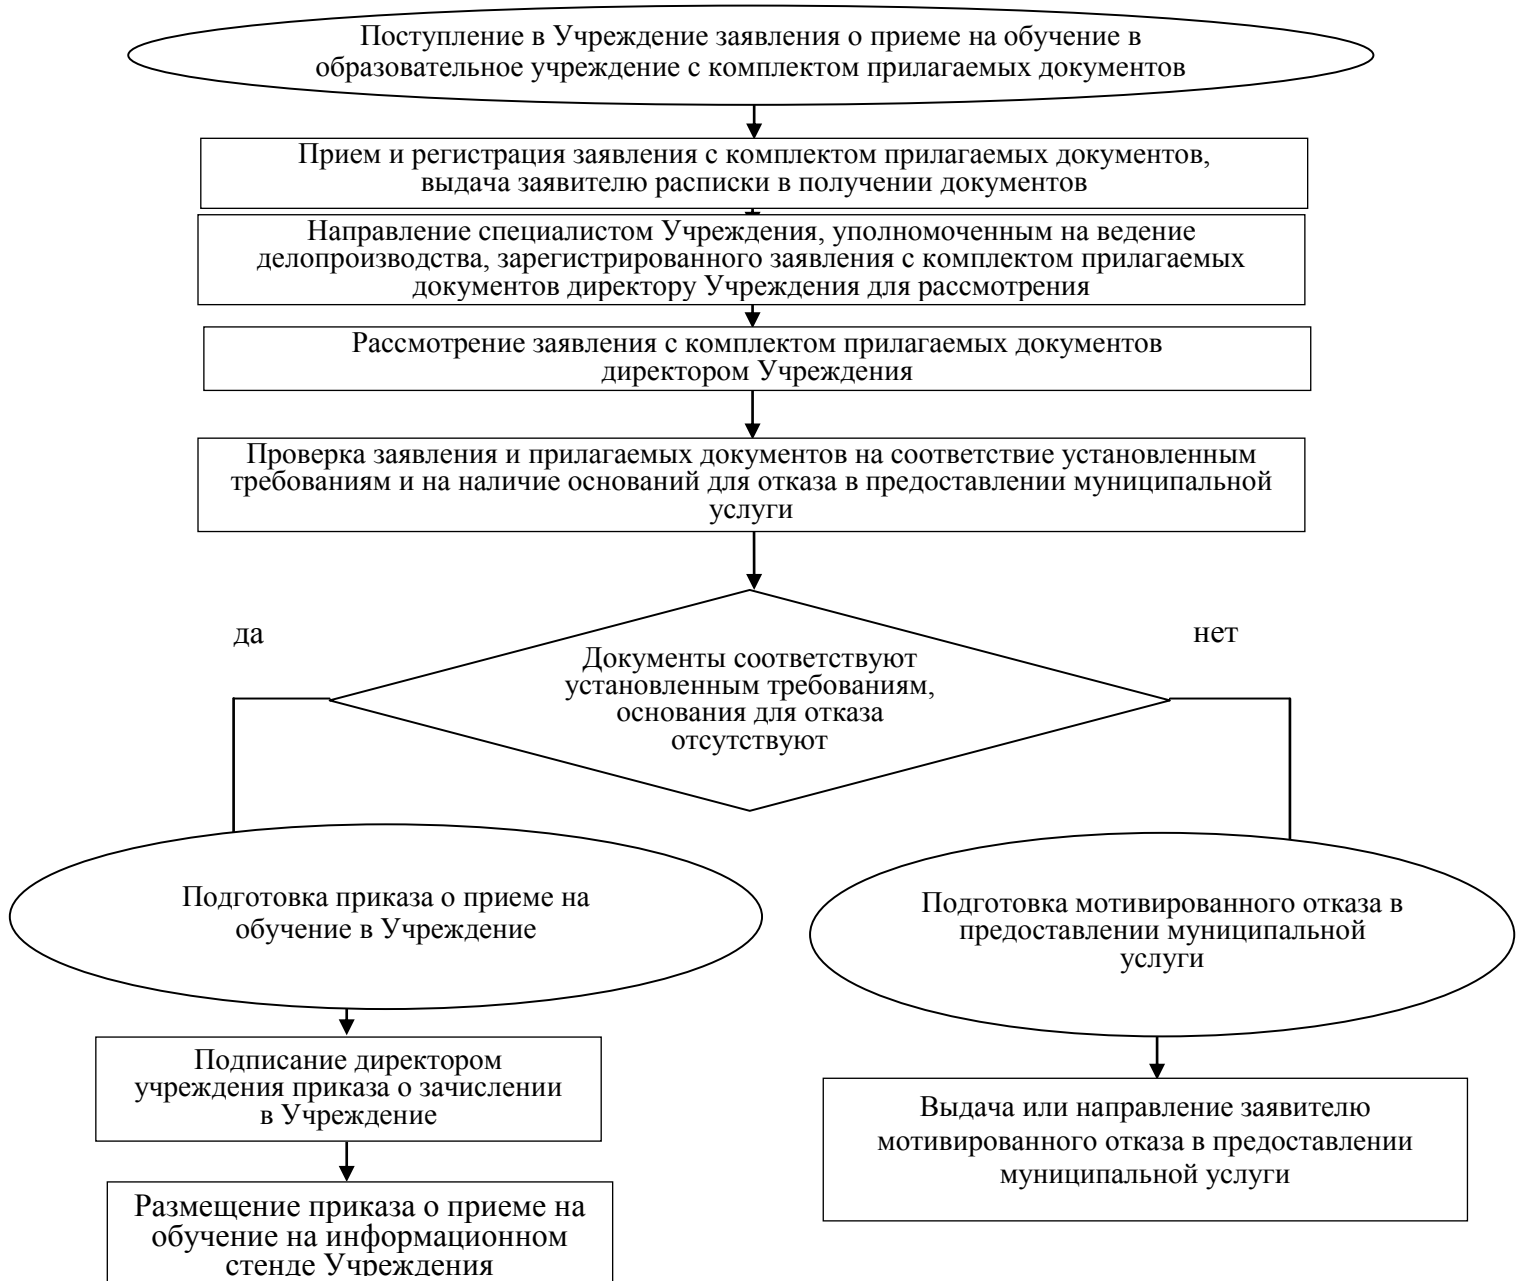 Поступление в Учреждение заявления о приеме на обучение в
образовательное учреждение с комплектом прилагаемых документов
Прием и регистрация заявления с комплектом прилагаемых документов,
выдача заявителю расписки в получении документов
Направление специалистом Учреждения, уполномоченным на ведение
делопроизводства, зарегистрированного заявления с комплектом прилагаемых
документов директору Учреждения для рассмотрения
Рассмотрение заявления с комплектом прилагаемых документов
директором Учреждения
Проверка заявления и прилагаемых документов на соответствие установленным
требованиям и на наличие оснований для отказа в предоставлении муниципальной
услуги
да
нет
Документы соответствуют
установленным требованиям,
основания для отказа
отсутствуют
Подготовка приказа о приеме на
обучение в Учреждение
Подготовка мотивированного отказа в
предоставлении муниципальной
услуги
Подписание директором
учреждения приказа о зачислении
в Учреждение
Выдача или направление заявителю
мотивированного отказа в предоставлении
муниципальной услуги
Размещение приказа о приеме на
обучение на информационном
стенде Учреждения